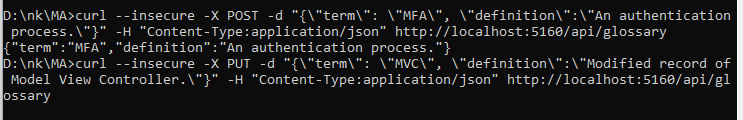 D:\nk\MA>curl --insecure -X POST -d "{\"term\": \"MFA\", \"definition\":\"An authentication
 process.\"}" -H "Content-Type:application/json" http://localhost:5160/api/glossary
{"term":"MFA","definition":"An authentication process."}
D:\nk\MA>curl --insecure -X PUT -d "{\"term\": \"MVC\", \"definition\":\"Modified record of
Model View Controller.\"}" -H "Content-Type:application/json" http://localhost:5160/api/gl
ossary